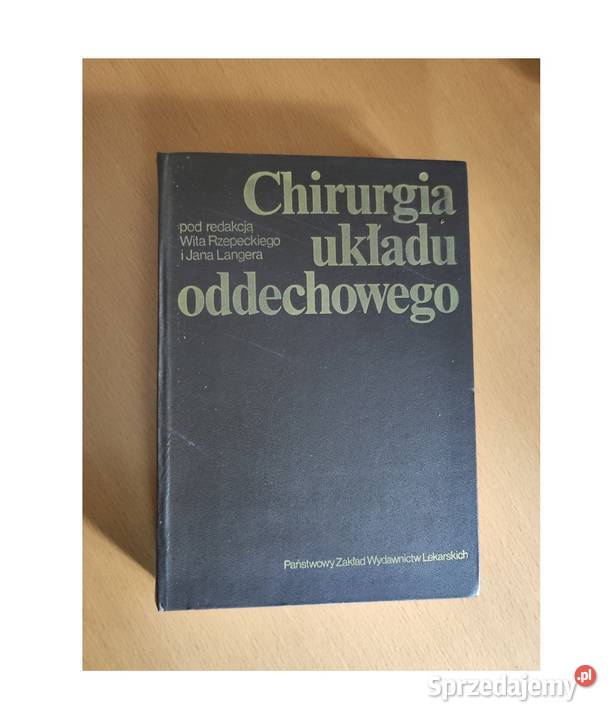 Chirurgia
układu
oddechowego
pod redakcją
Wita Rzepeckiego
i Jana Langera
Państwowy Zakład Wydawnictw Lekarskich
Sprzedajemy.pl